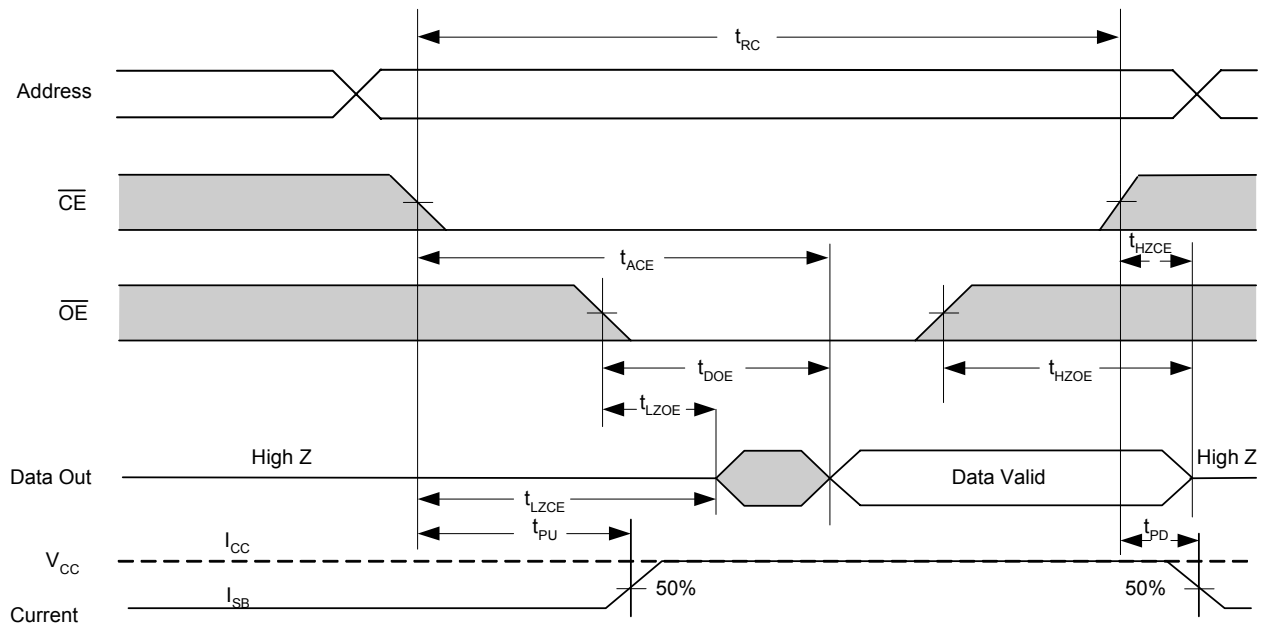 tRC
Address
CE
tHZCE
tACE
OE
tDOE
tHZOE
tLZOE
High Z
High Z
Data Out
Data Valid
tLZCE
tPU
tPD
ICC
VCC
50%
50%
ISB
Current